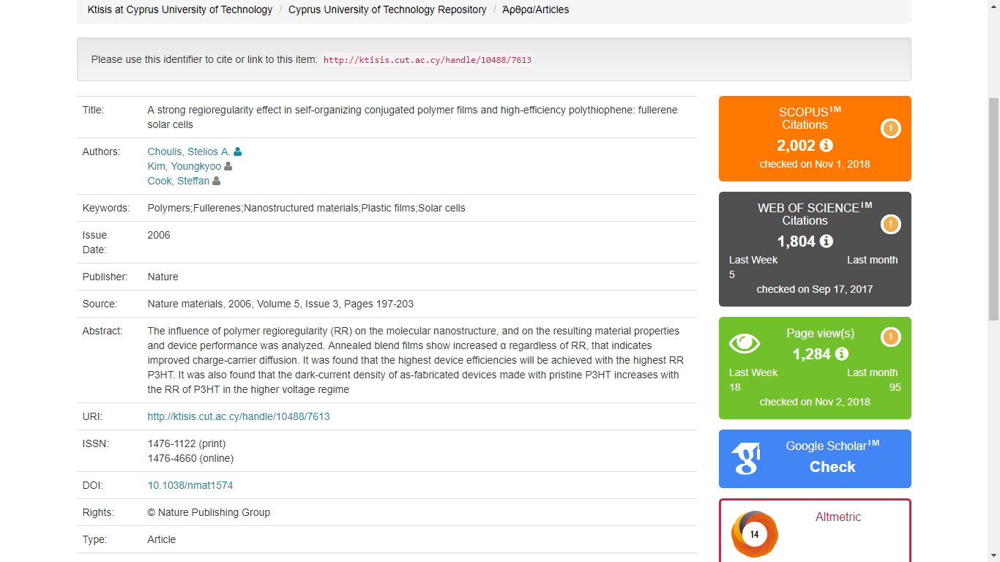 Ktisis at Cyprus University of Technology / Cyprus University of Technology Repository / Άρθρα/Articles
Please use this identifier to cite or link to this item: http://ktisis.cut.ac.cy/handle/10488/7613
Title: A strong regioregularity effect in self-organizing conjugated polymer films and high-efficiency polythiophene: fullerene
solar cells
Authors: Choulis, Stelios A.
Kim, Youngkyoo
Cook, Steffan
Keywords: Polymers;Fullerenes;Nanostructured materials;Plastic films;Solar cells
Issue
Date: 2006
Publisher: Nature
Source: Nature materials, 2006, Volume 5, Issue 3, Pages 197-203
Abstract: The influence of polymer regioregularity (RR) on the molecular nanostructure, and on the resulting material properties
and device performance was analyzed. Annealed blend films show increased α regardless of RR, that indicates
improved charge-carrier diffusion. It was found that the highest device efficiencies will be achieved with the highest RR
P3HT. It was also found that the dark-current density of as-fabricated devices made with pristine P3HT increases with
the RR of P3HT in the higher voltage regime
URI: http://ktisis.cut.ac.cy/handle/10488/7613
ISSN: 1476-1122 (print)
1476-4660 (online)
DOI: 10.1038/nmat1574
Rights: © Nature Publishing Group
Type: Article
SCOPUS™
Citations
1
2,002
checked on Nov 1, 2018
WEB OF SCIENCE™
Citations
1
1,804
Last Week Last month
5
checked on Sep 17, 2017
Page view(s)
1
1,284
Last Week Last month
18 95
checked on Nov 2, 2018
Google Scholar™
Check
Altmetric
14